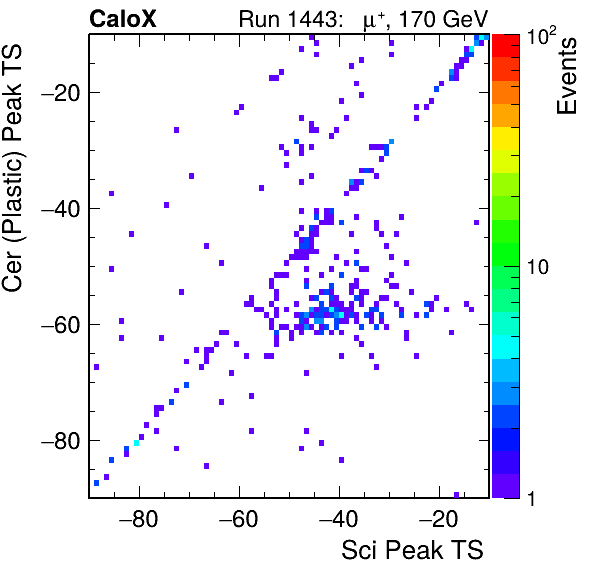 CaloX Run 1443: μ⁺, 170 GeV
Cer (Plastic) Peak TS
−20
−40
−60
−80
−80 −60 −40 −20
Sci Peak TS
10²
10
1
Events